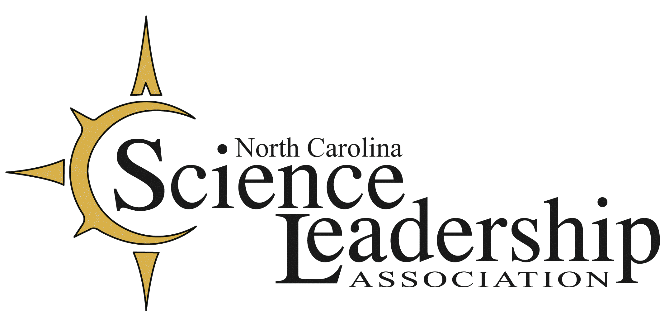 North Carolina
Science
Leadership
ASSOCIATION